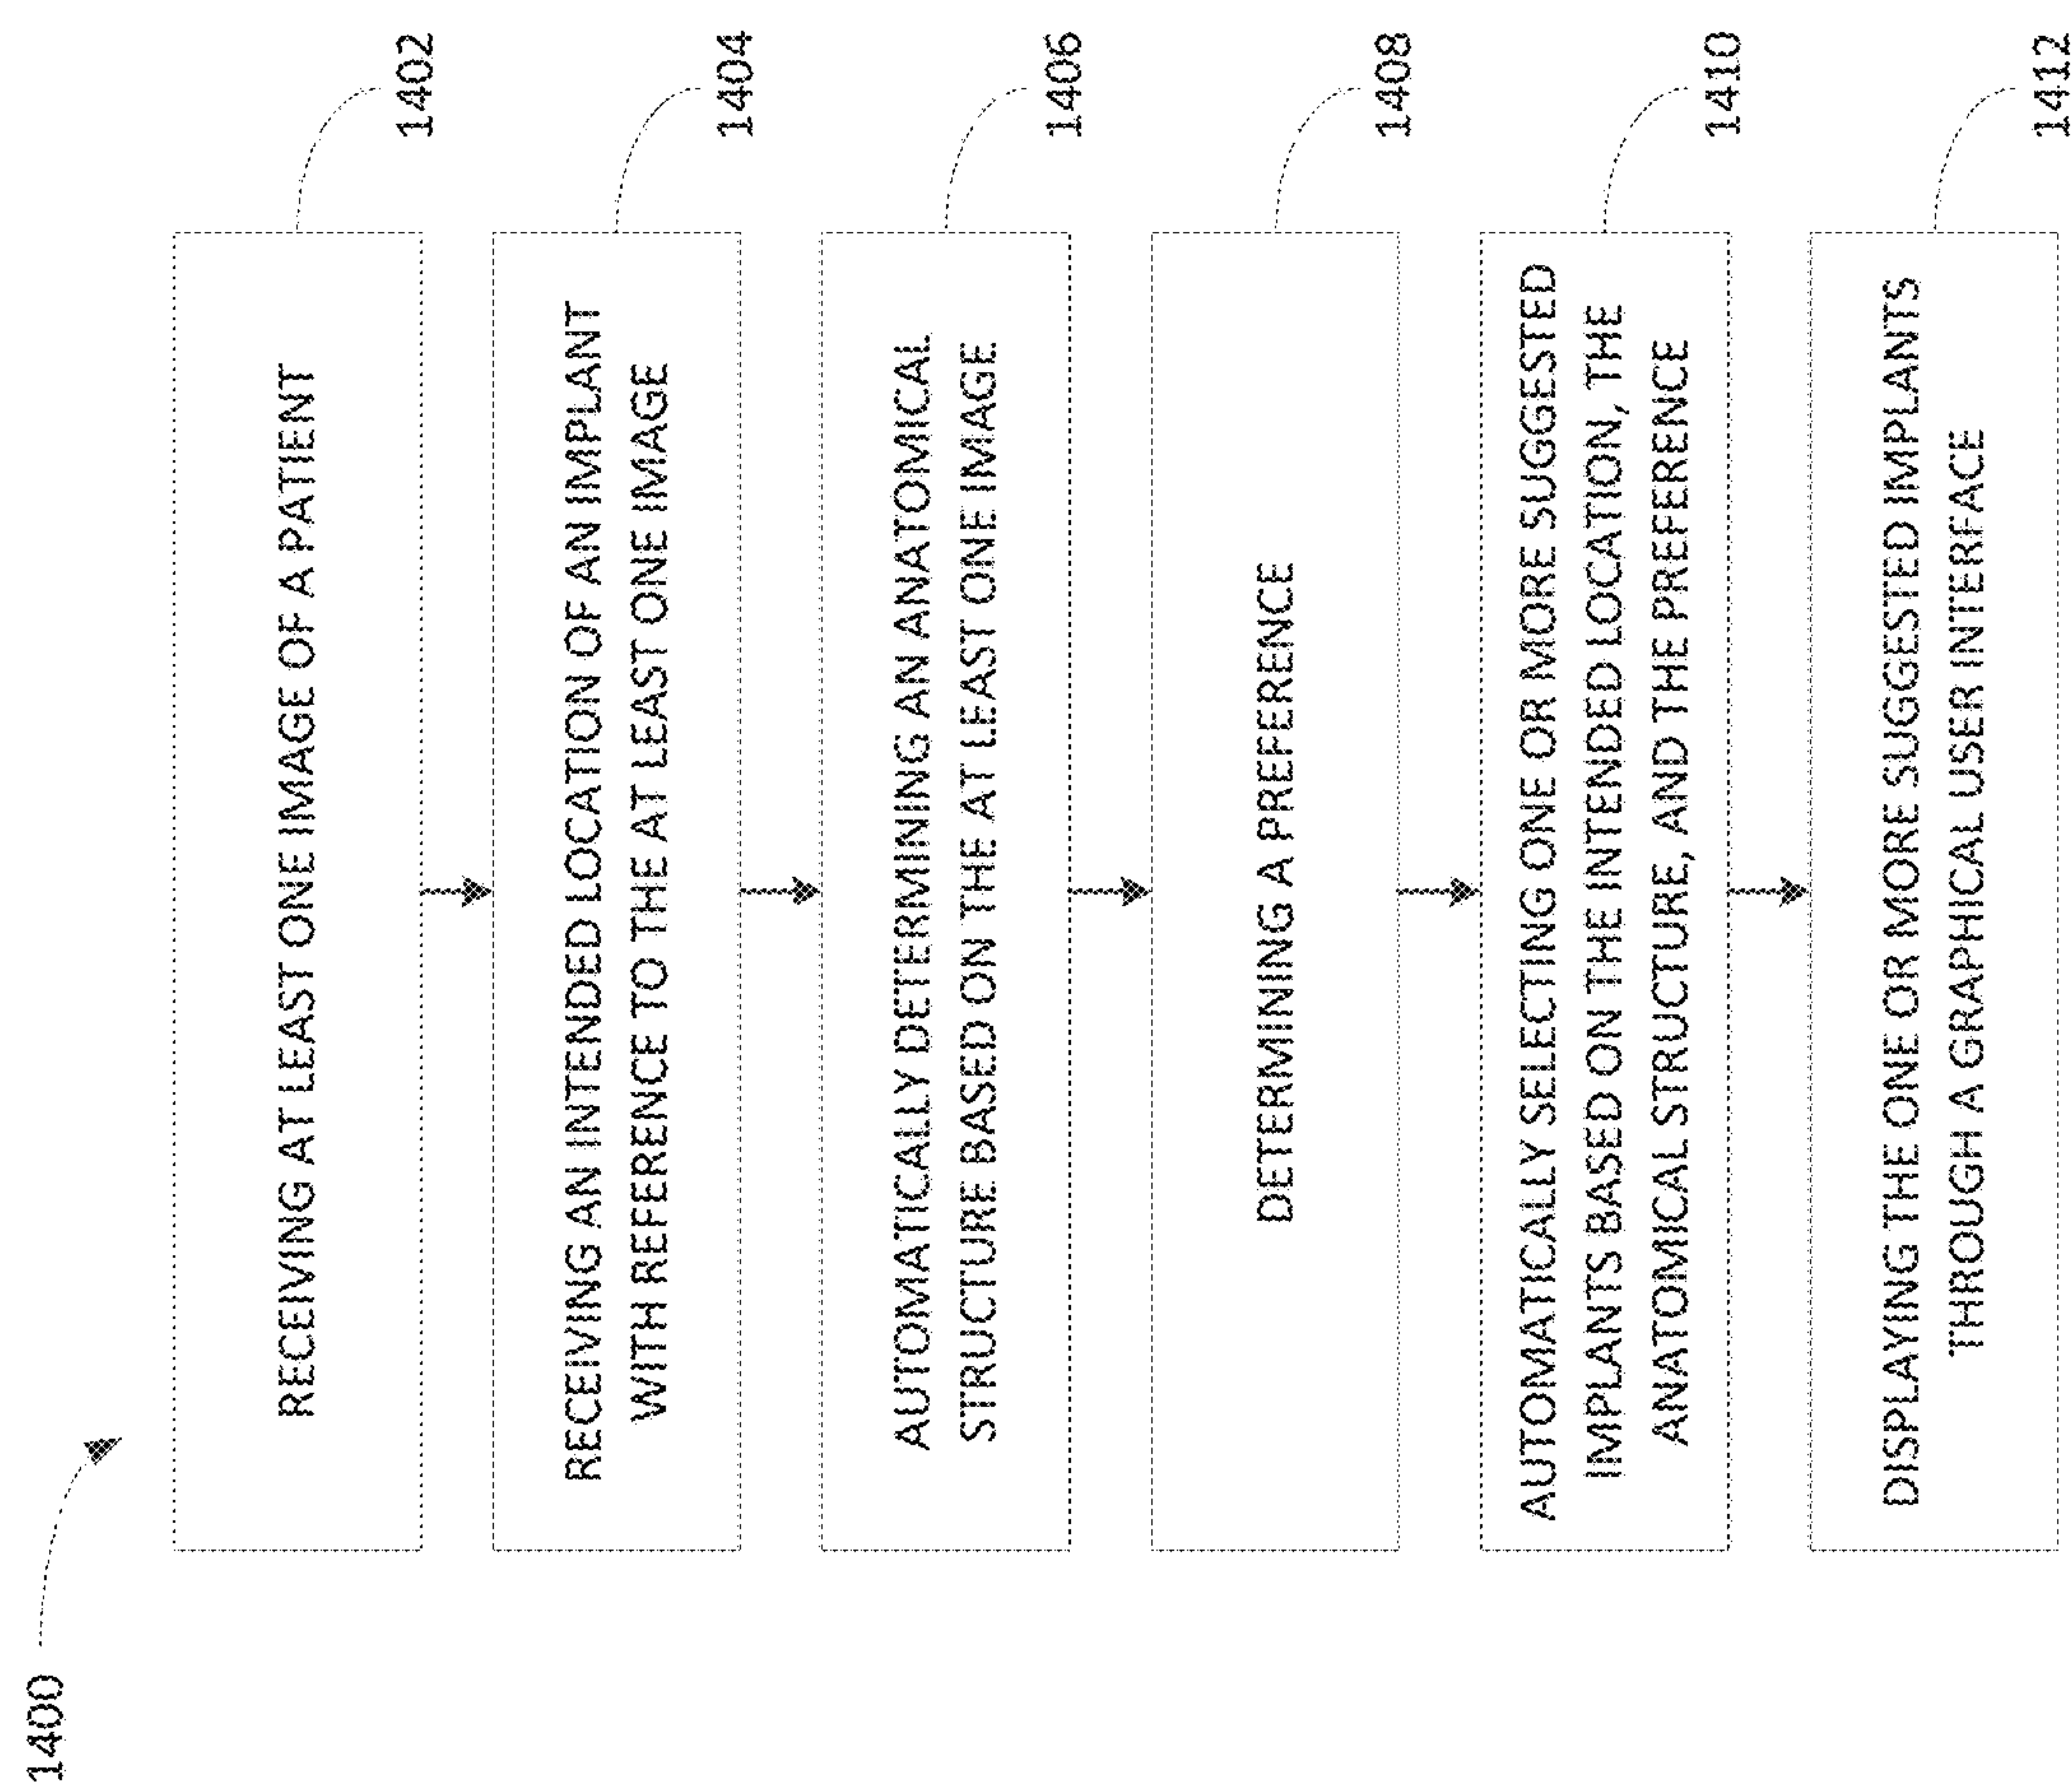 1400
RECEIVING AT LEAST ONE IMAGE OF A PATIENT
1402
RECEIVING AN INTENDED LOCATION OF AN IMPLANT
WITH REFERENCE TO THE AT LEAST ONE IMAGE
1404
AUTOMATICALLY DETERMINING AN ANATOMICAL
STRUCTURE BASED ON THE AT LEAST ONE IMAGE
1406
DETERMINING A PREFERENCE
1408
AUTOMATICALLY SELECTING ONE OR MORE SUGGESTED
IMPLANTS BASED ON THE INTENDED LOCATION, THE
ANATOMICAL STRUCTURE, AND THE PREFERENCE
1410
DISPLAYING THE ONE OR MORE SUGGESTED IMPLANTS
THROUGH A GRAPHICAL USER INTERFACE
1412